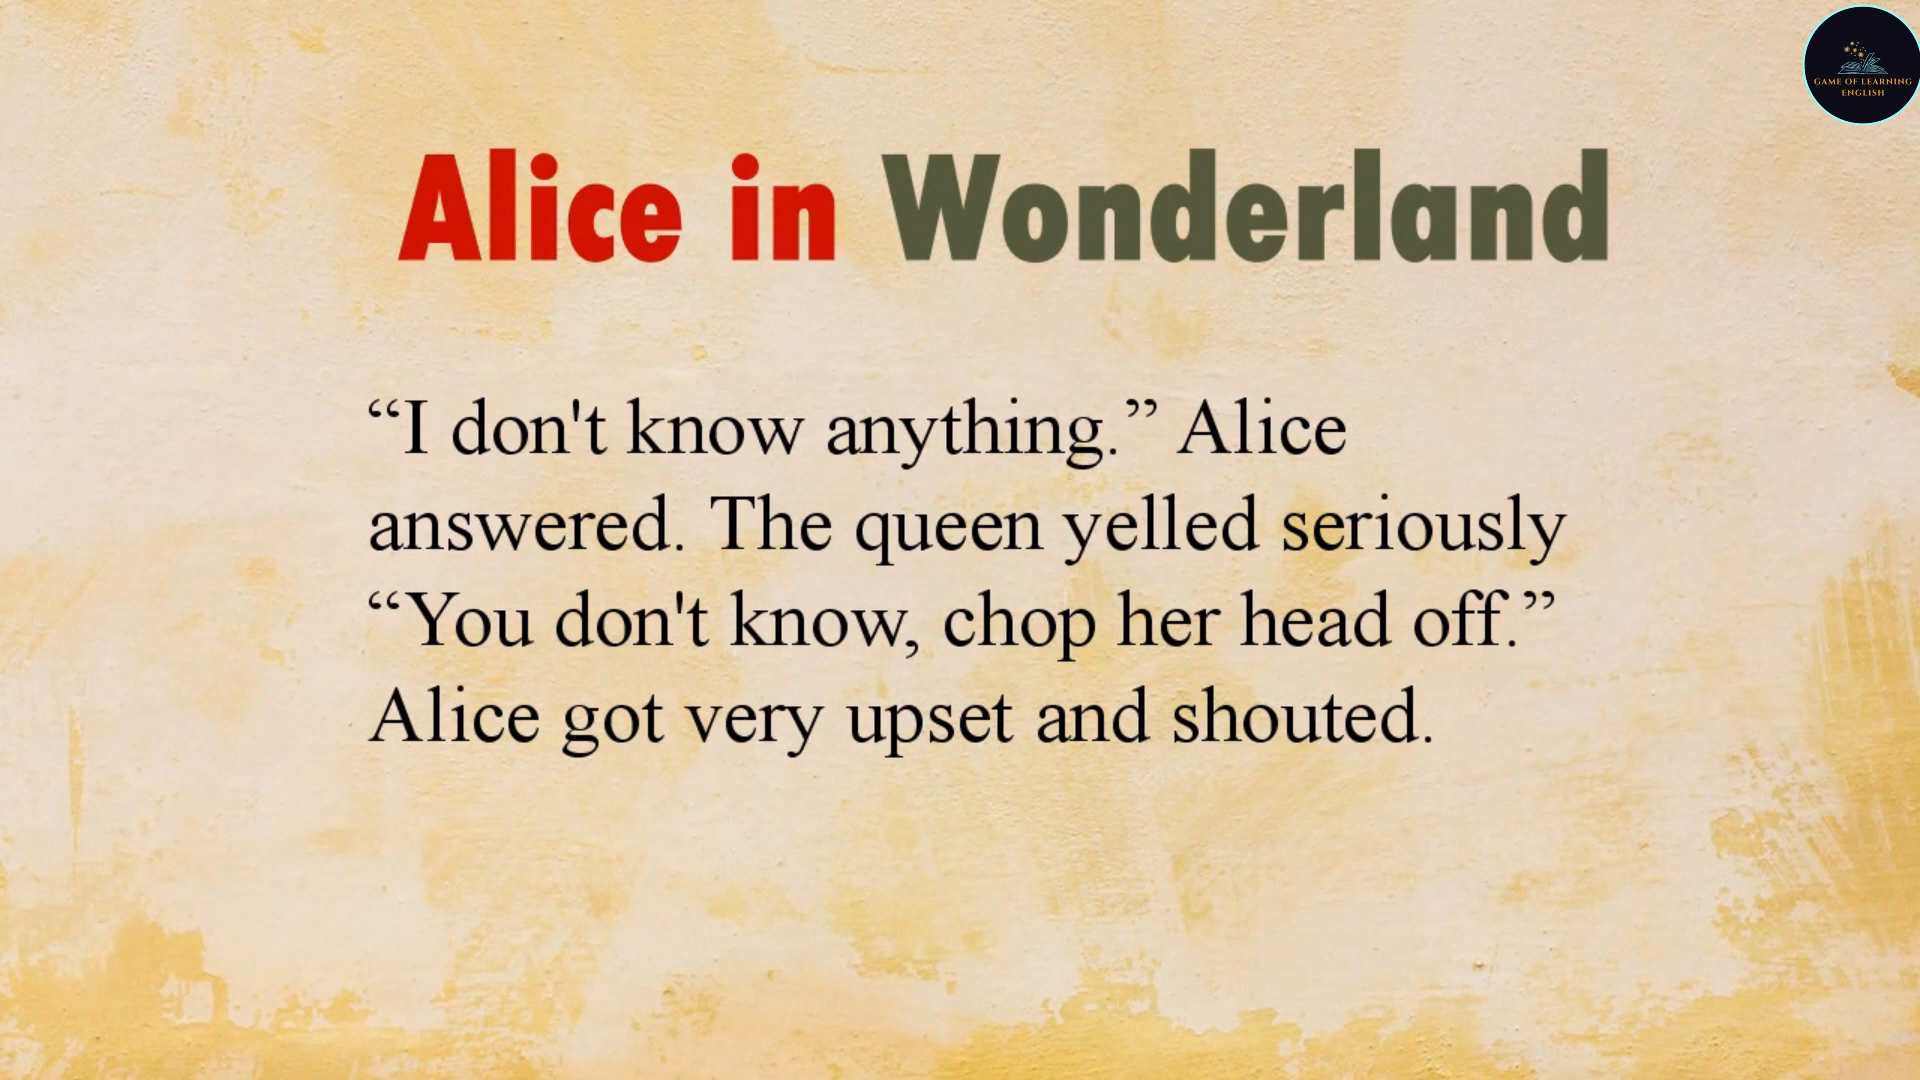 GAME OF LEARNING
ENGLISH
Alice in Wonderland
“I don't know anything.” Alice
answered. The queen yelled seriously
“You don't know, chop her head off.”
Alice got very upset and shouted.